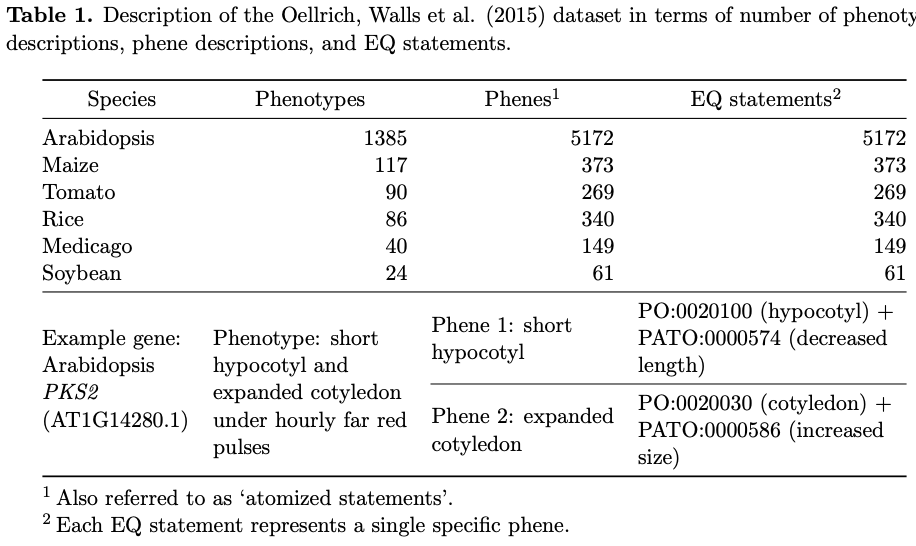 Table 1. Description of the Oellrich, Walls et al. (2015) dataset in terms of number of phenoty
descriptions, phene descriptions, and EQ statements.
Species Phenotypes Phenes¹ EQ statements²
Arabidopsis 1385 5172 5172
Maize 117 373 373
Tomato 90 269 269
Rice 86 340 340
Medicago 40 149 149
Soybean 24 61 61
Example gene:
Arabidopsis
PKS2
(AT1G14280.1)
Phenotype: short
hypocotyl and
expanded cotyledon
under hourly far red
pulses
Phene 1: short
hypocotyl
PO:0020100 (hypocotyl) +
PATO:0000574 (decreased
length)
Phene 2: expanded
cotyledon
PO:0020030 (cotyledon) +
PATO:0000586 (increased
size)
¹ Also referred to as ‘atomized statements’.
² Each EQ statement represents a single specific phene.